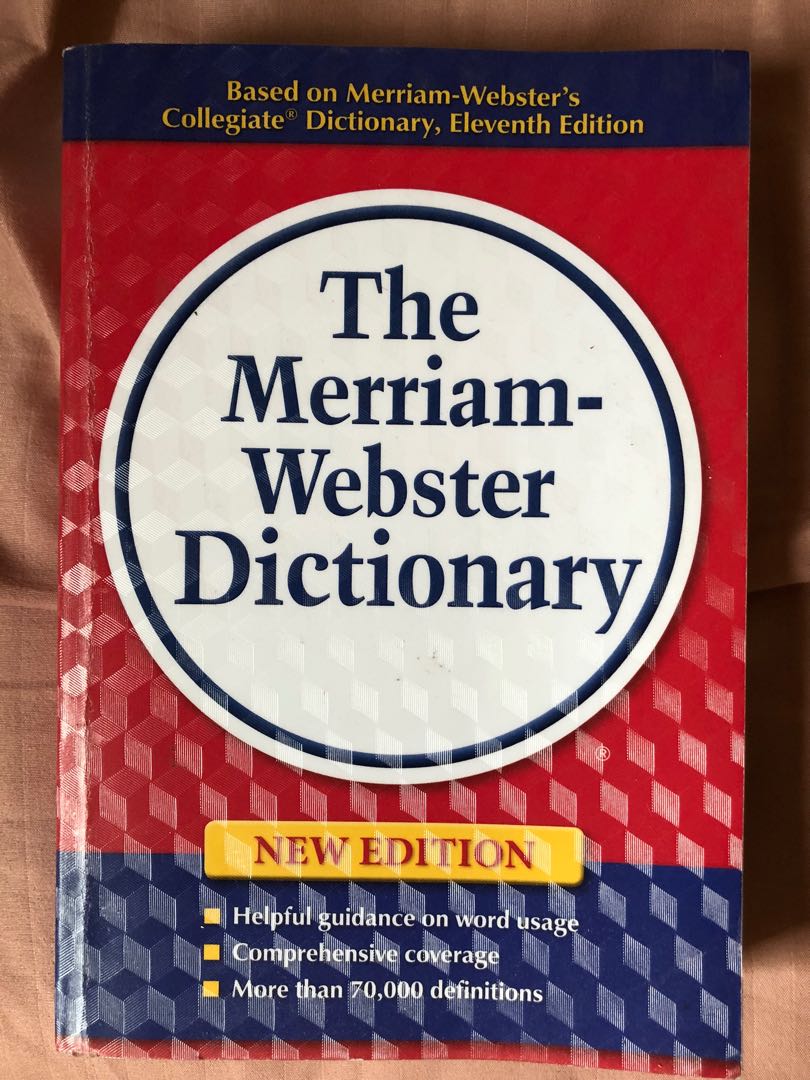 Based on Merriam-Webster's
Collegiate® Dictionary, Eleventh Edition
The
Merriam-
Webster
Dictionary
®
NEW EDITION
Helpful guidance on word usage
Comprehensive coverage
More than 70,000 definitions